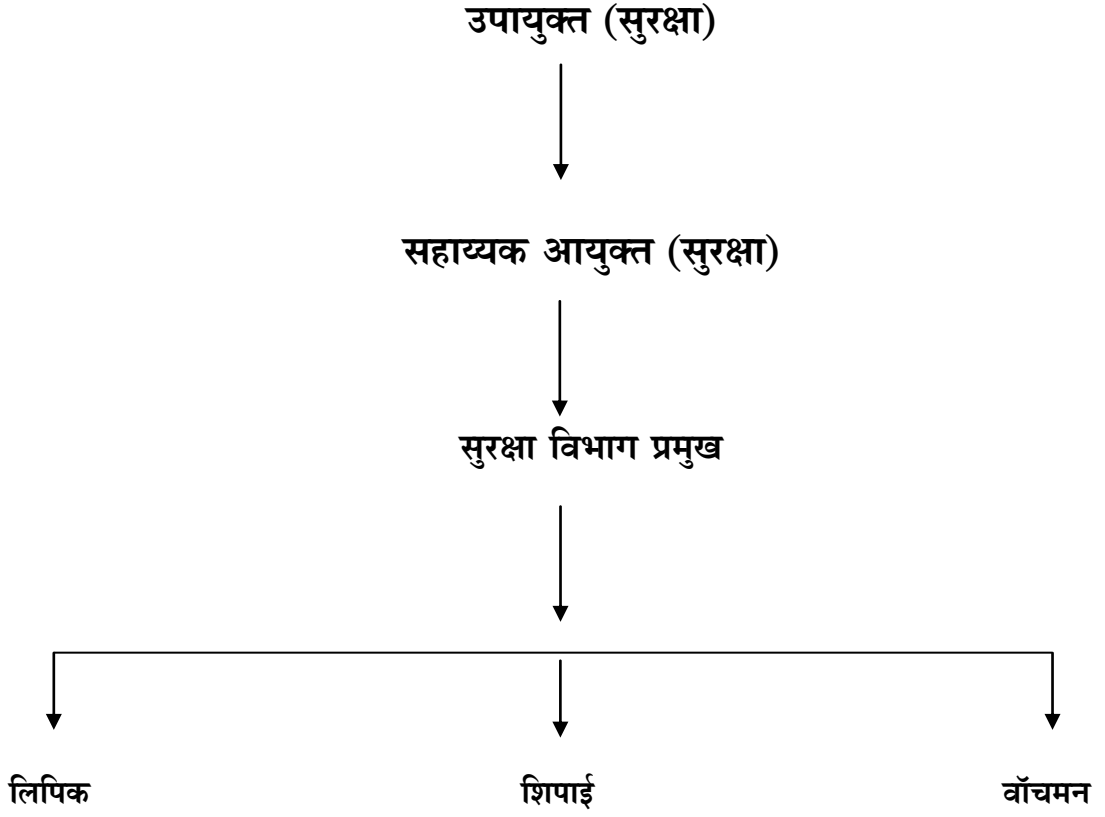 उपायुक्त (सुरक्षा)
सहाय्यक आयुक्त (सुरक्षा)
सुरक्षा विभाग प्रमुख
लिपिक शिपाई वॉचमन